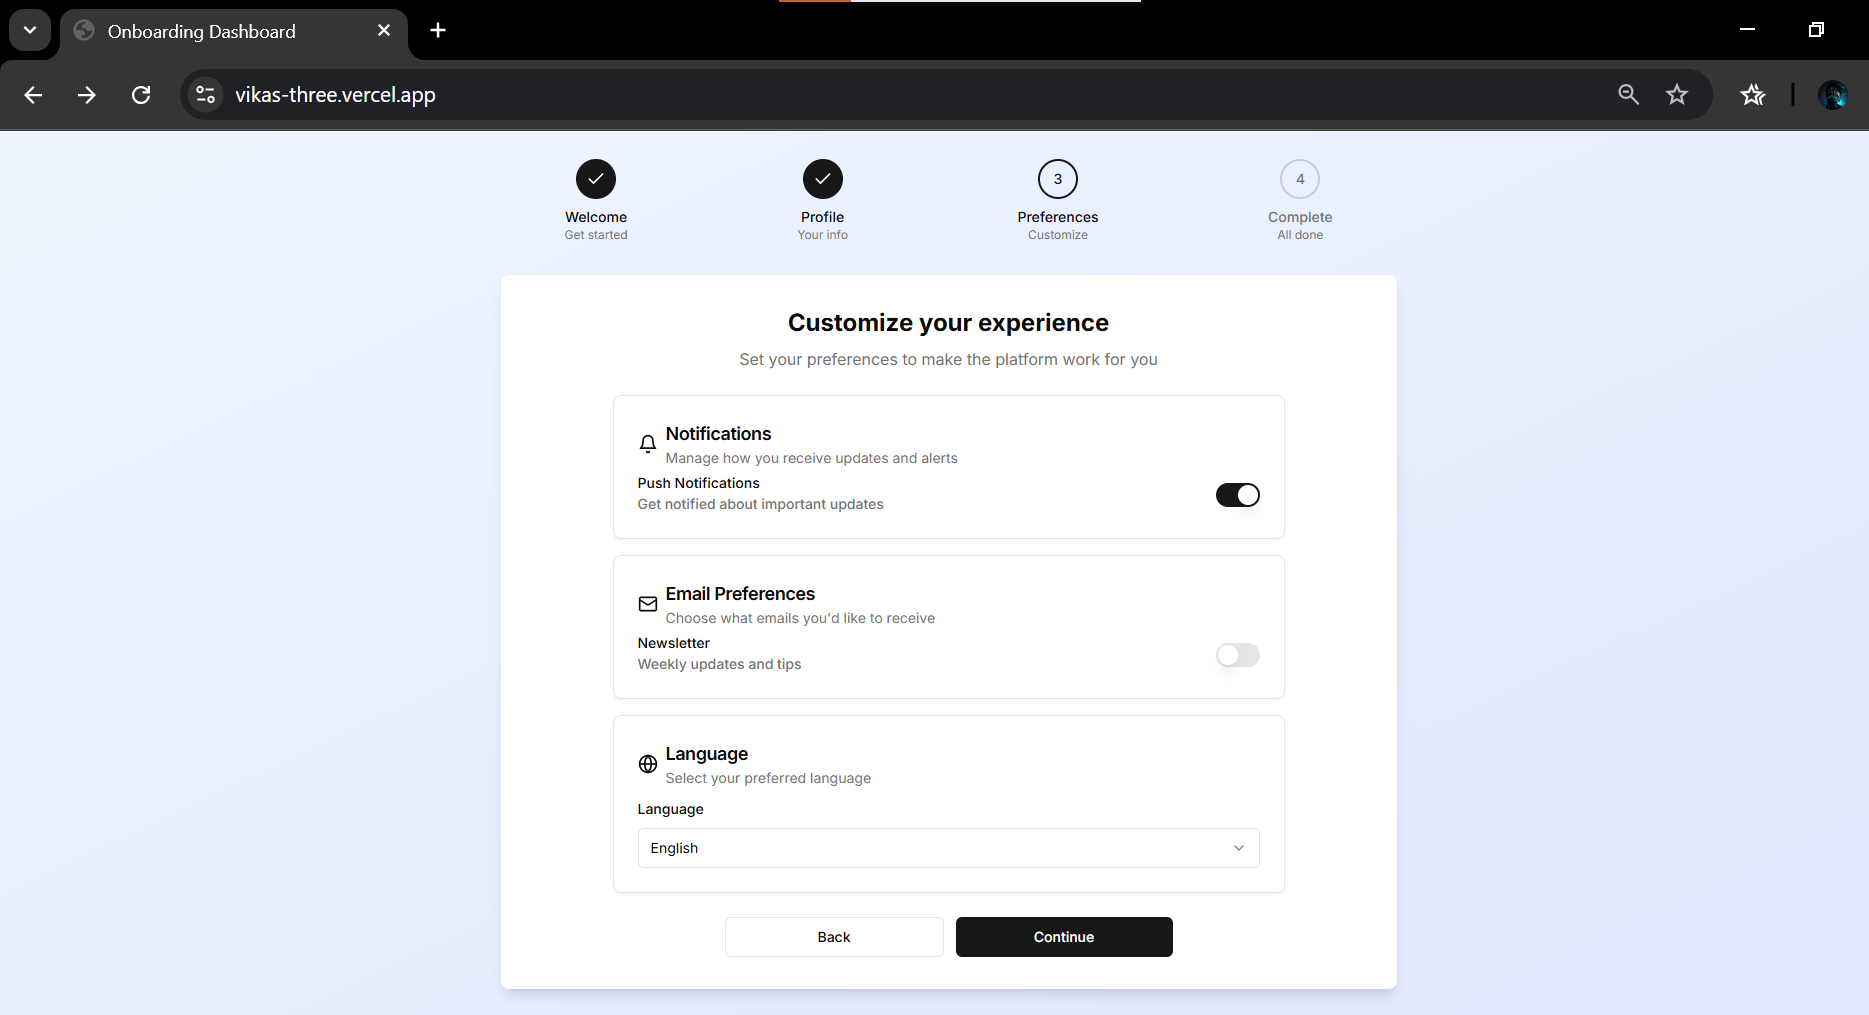 Onboarding Dashboard
vikas-three.vercel.app
3
4
Welcome
Profile
Preferences
Complete
Get started
Your info
Customize
All done
Customize your experience
Set your preferences to make the platform work for you
Notifications
Manage how you receive updates and alerts
Push Notifications
Get notified about important updates
Email Preferences
Choose what emails you'd like to receive
Newsletter
Weekly updates and tips
Language
Select your preferred language
Language
English
Back
Continue